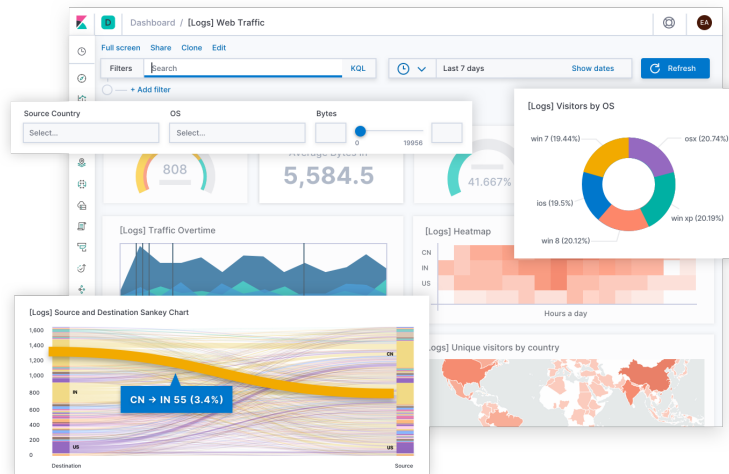 D Dashboard / [Logs] Web Traffic EA
Full screen Share Clone Edit
Filters Search KQL Last 7 days Show dates Refresh
+ Add filter
Source Country OS Bytes
Select... Select... 0 19956
[Logs] Visitors by OS
win 7 (19.44%) osx (20.74%)
ios (19.5%) win xp (20.19%)
win 8 (20.12%)
808 Average Bytes In 41.667%
5,584.5
[Logs] Traffic Overtime [Logs] Heatmap
CN
IN
US
Hours a day
[Logs] Source and Destination Sankey Chart
1,600
1,400
1,200
1,000
800
600
400
200
0
CN
IN
US US
CN → IN 55 (3.4%)
Destination Source
Logs] Unique visitors by country